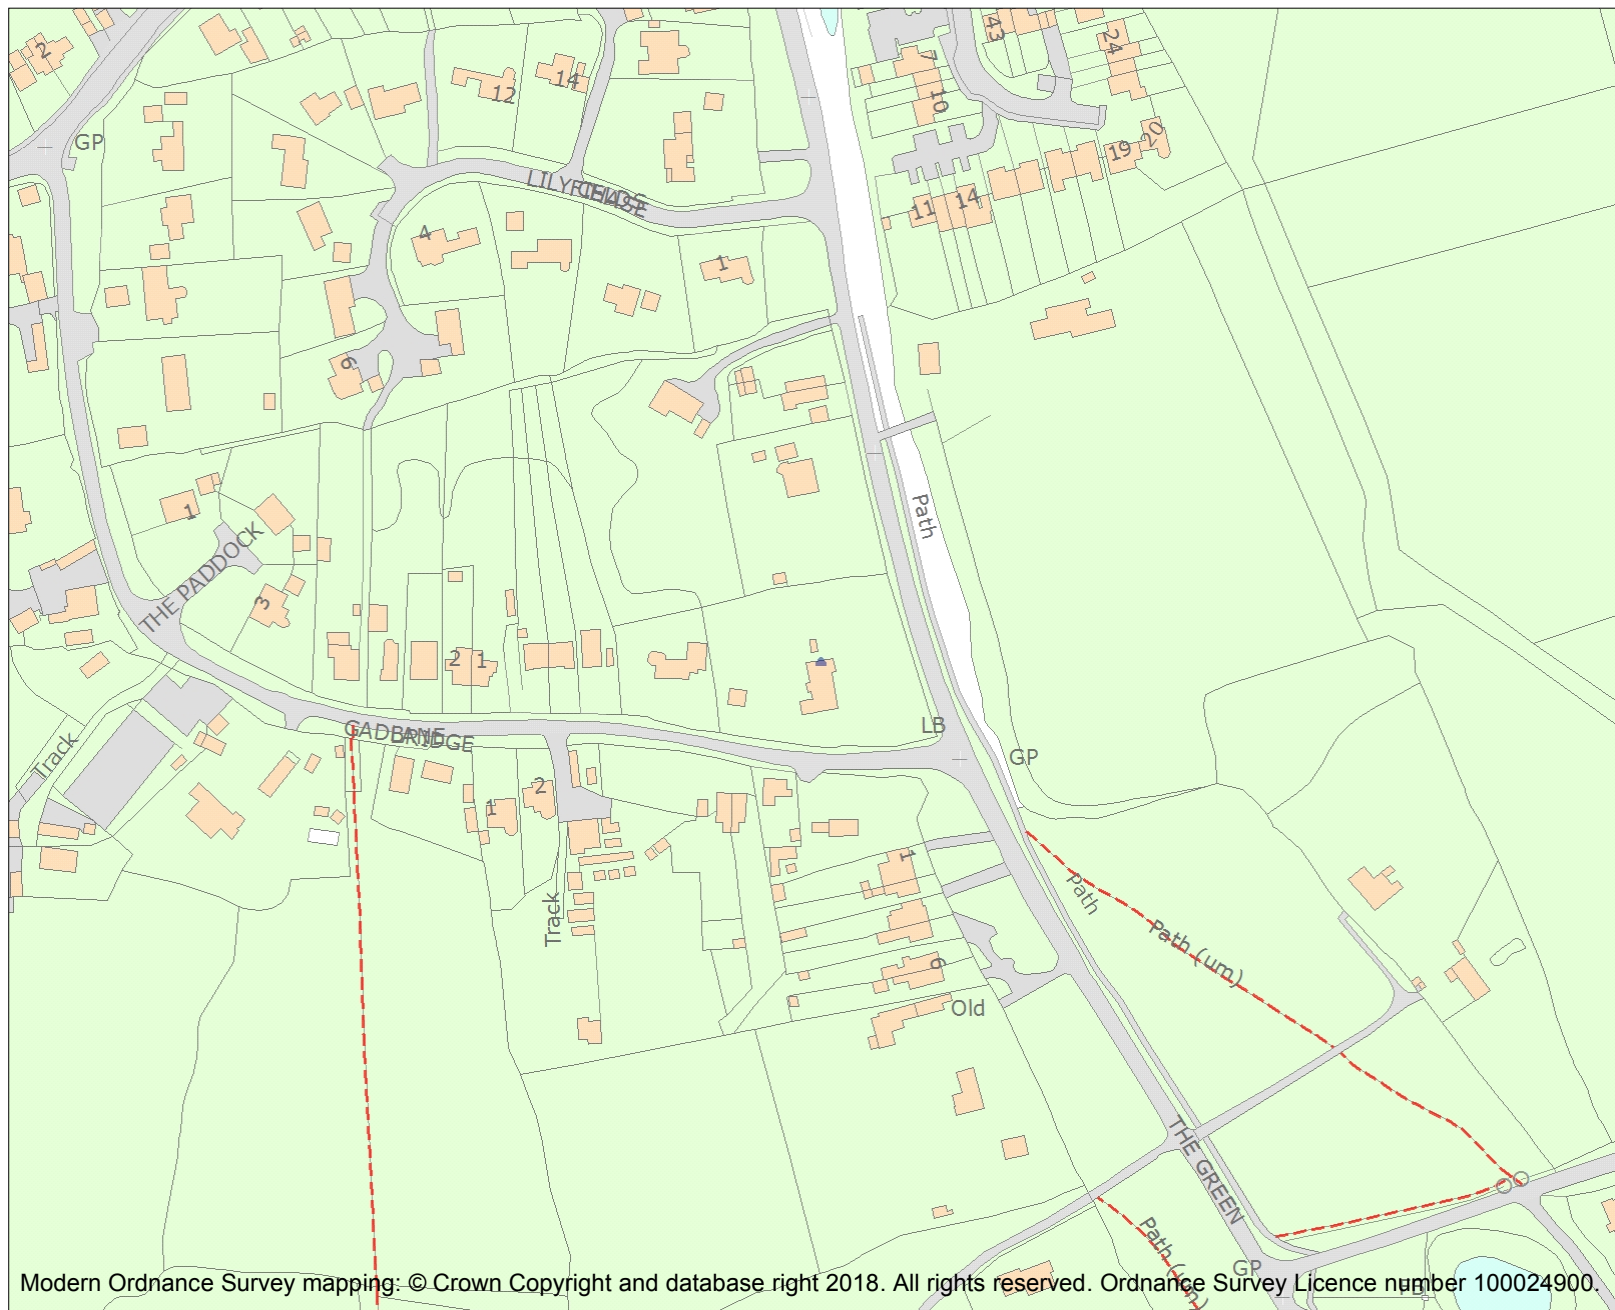 2
43
24
7
14
12
10
GP
20
19
LILYFIELDS
CHASE
14
11
4
1
6
1
Path
THE PADDOCK
3
2
1
LB
GADBRIDGE
LANE
Track
GP
2
1
1
Path
Track
Path (um)
6
Old
THE GREEN
Path (um)
GP
Modern Ordnance Survey mapping: © Crown Copyright and database right 2018. All rights reserved. Ordnance Survey Licence number 100024900.